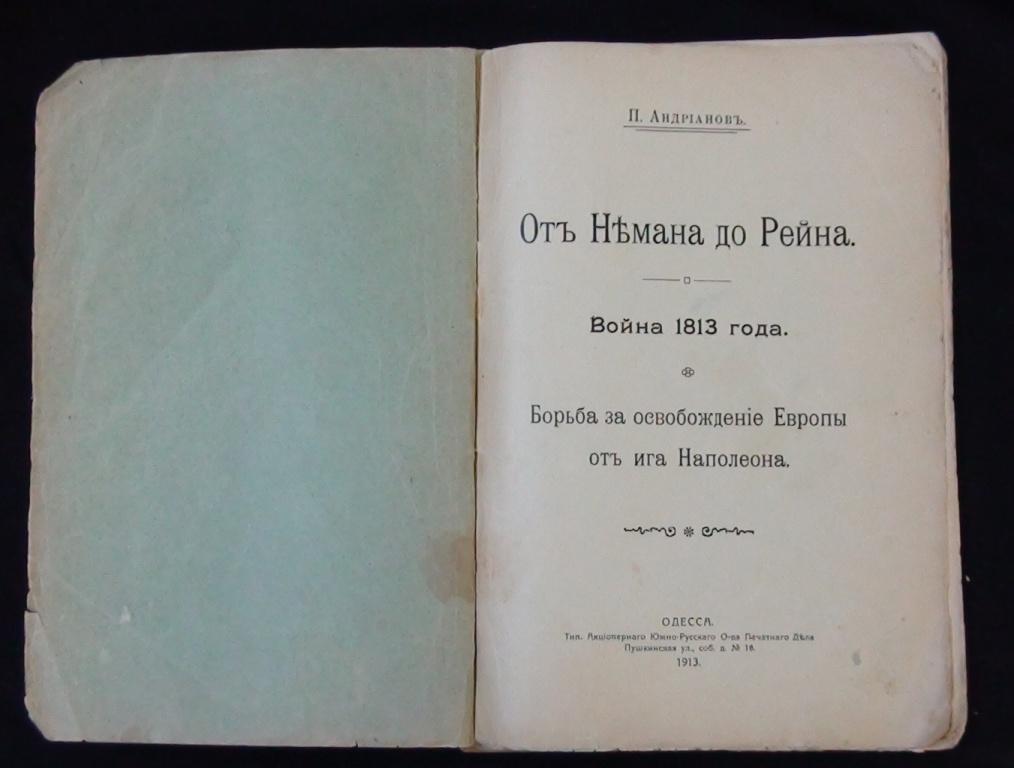 П. Андріановъ.
Отъ Нѣмана до Рейна.
Война 1813 года.
Борьба за освобожденіе Европы
отъ ига Наполеона.
ОДЕССА.
Тип. Акціонернаго Южно-Русскаго О-ва Печатнаго Дѣла
Пушкинская ул., соб. д. № 18.
1913.